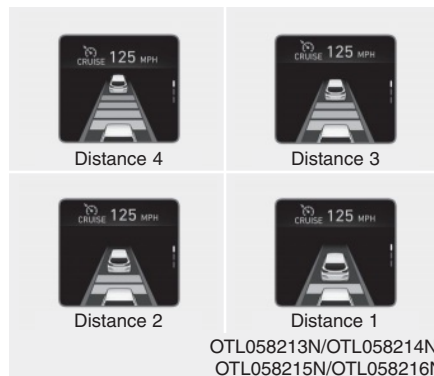 CRUISE 125 MPH
Distance 4
CRUISE 125 MPH
Distance 3
CRUISE 125 MPH
Distance 2
CRUISE 125 MPH
Distance 1
OTL058213N/OTL058214N
OTL058215N/OTL058216N